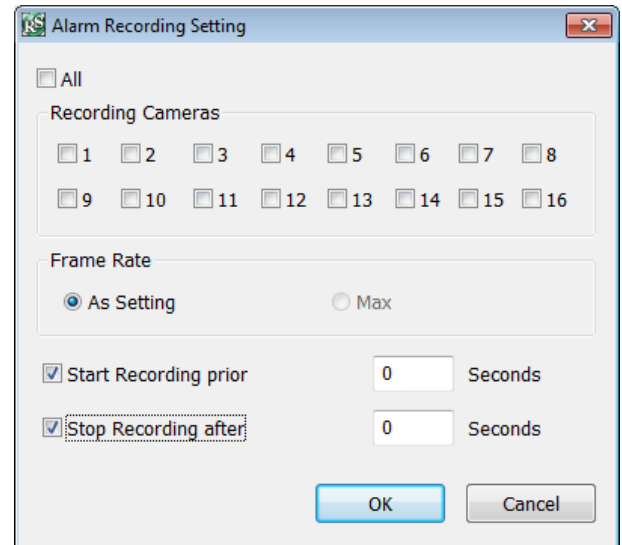 RS Alarm Recording Setting
All
Recording Cameras
1 2 3 4 5 6 7 8
9 10 11 12 13 14 15 16
Frame Rate
As Setting Max
Start Recording prior 0 Seconds
Stop Recording after 0 Seconds
OK Cancel